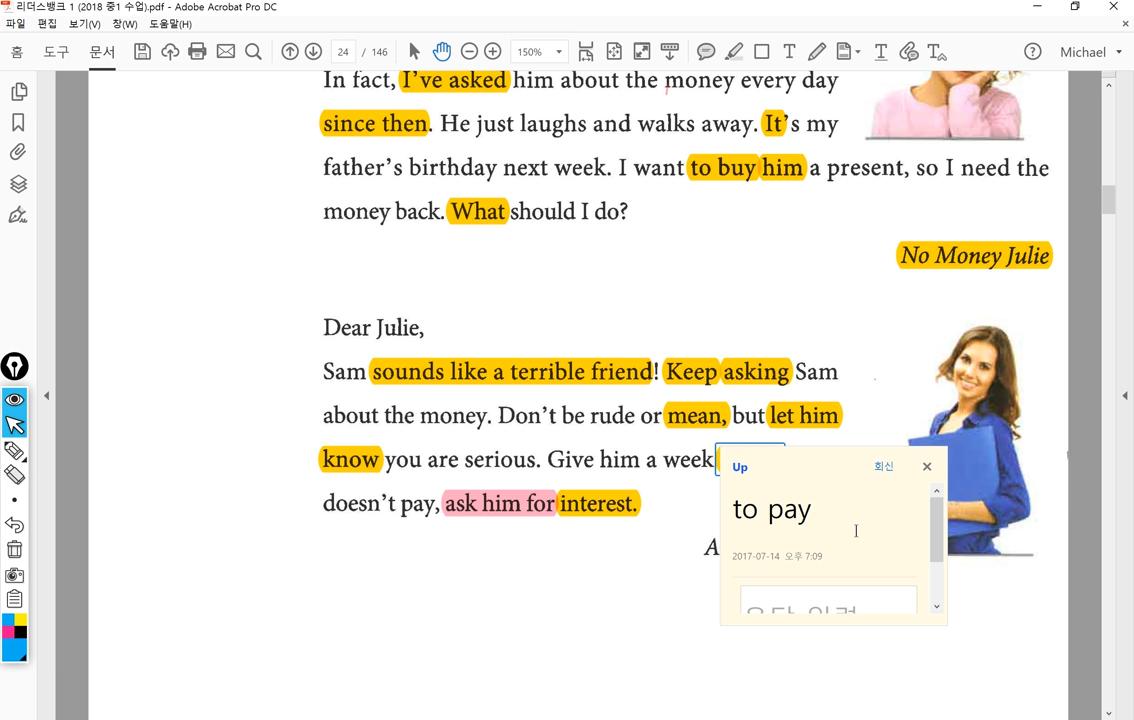 리더스뱅크 1 (2018 중1 수업).pdf - Adobe Acrobat Pro DC
파일 편집 보기(V) 창(W) 도움말(H)
홈 도구 문서 24 / 146 150% Michael
In fact, I've asked him about the money every day
since then. He just laughs and walks away. It's my
father's birthday next week. I want to buy him a present, so I need the
money back. What should I do?
No Money Julie
Dear Julie,
Sam sounds like a terrible friend! Keep asking Sam
about the money. Don't be rude or mean, but let him
know you are serious. Give him a week
doesn't pay, ask him for interest.
A
Up 회신
to pay
2017-07-14 오후 7:09